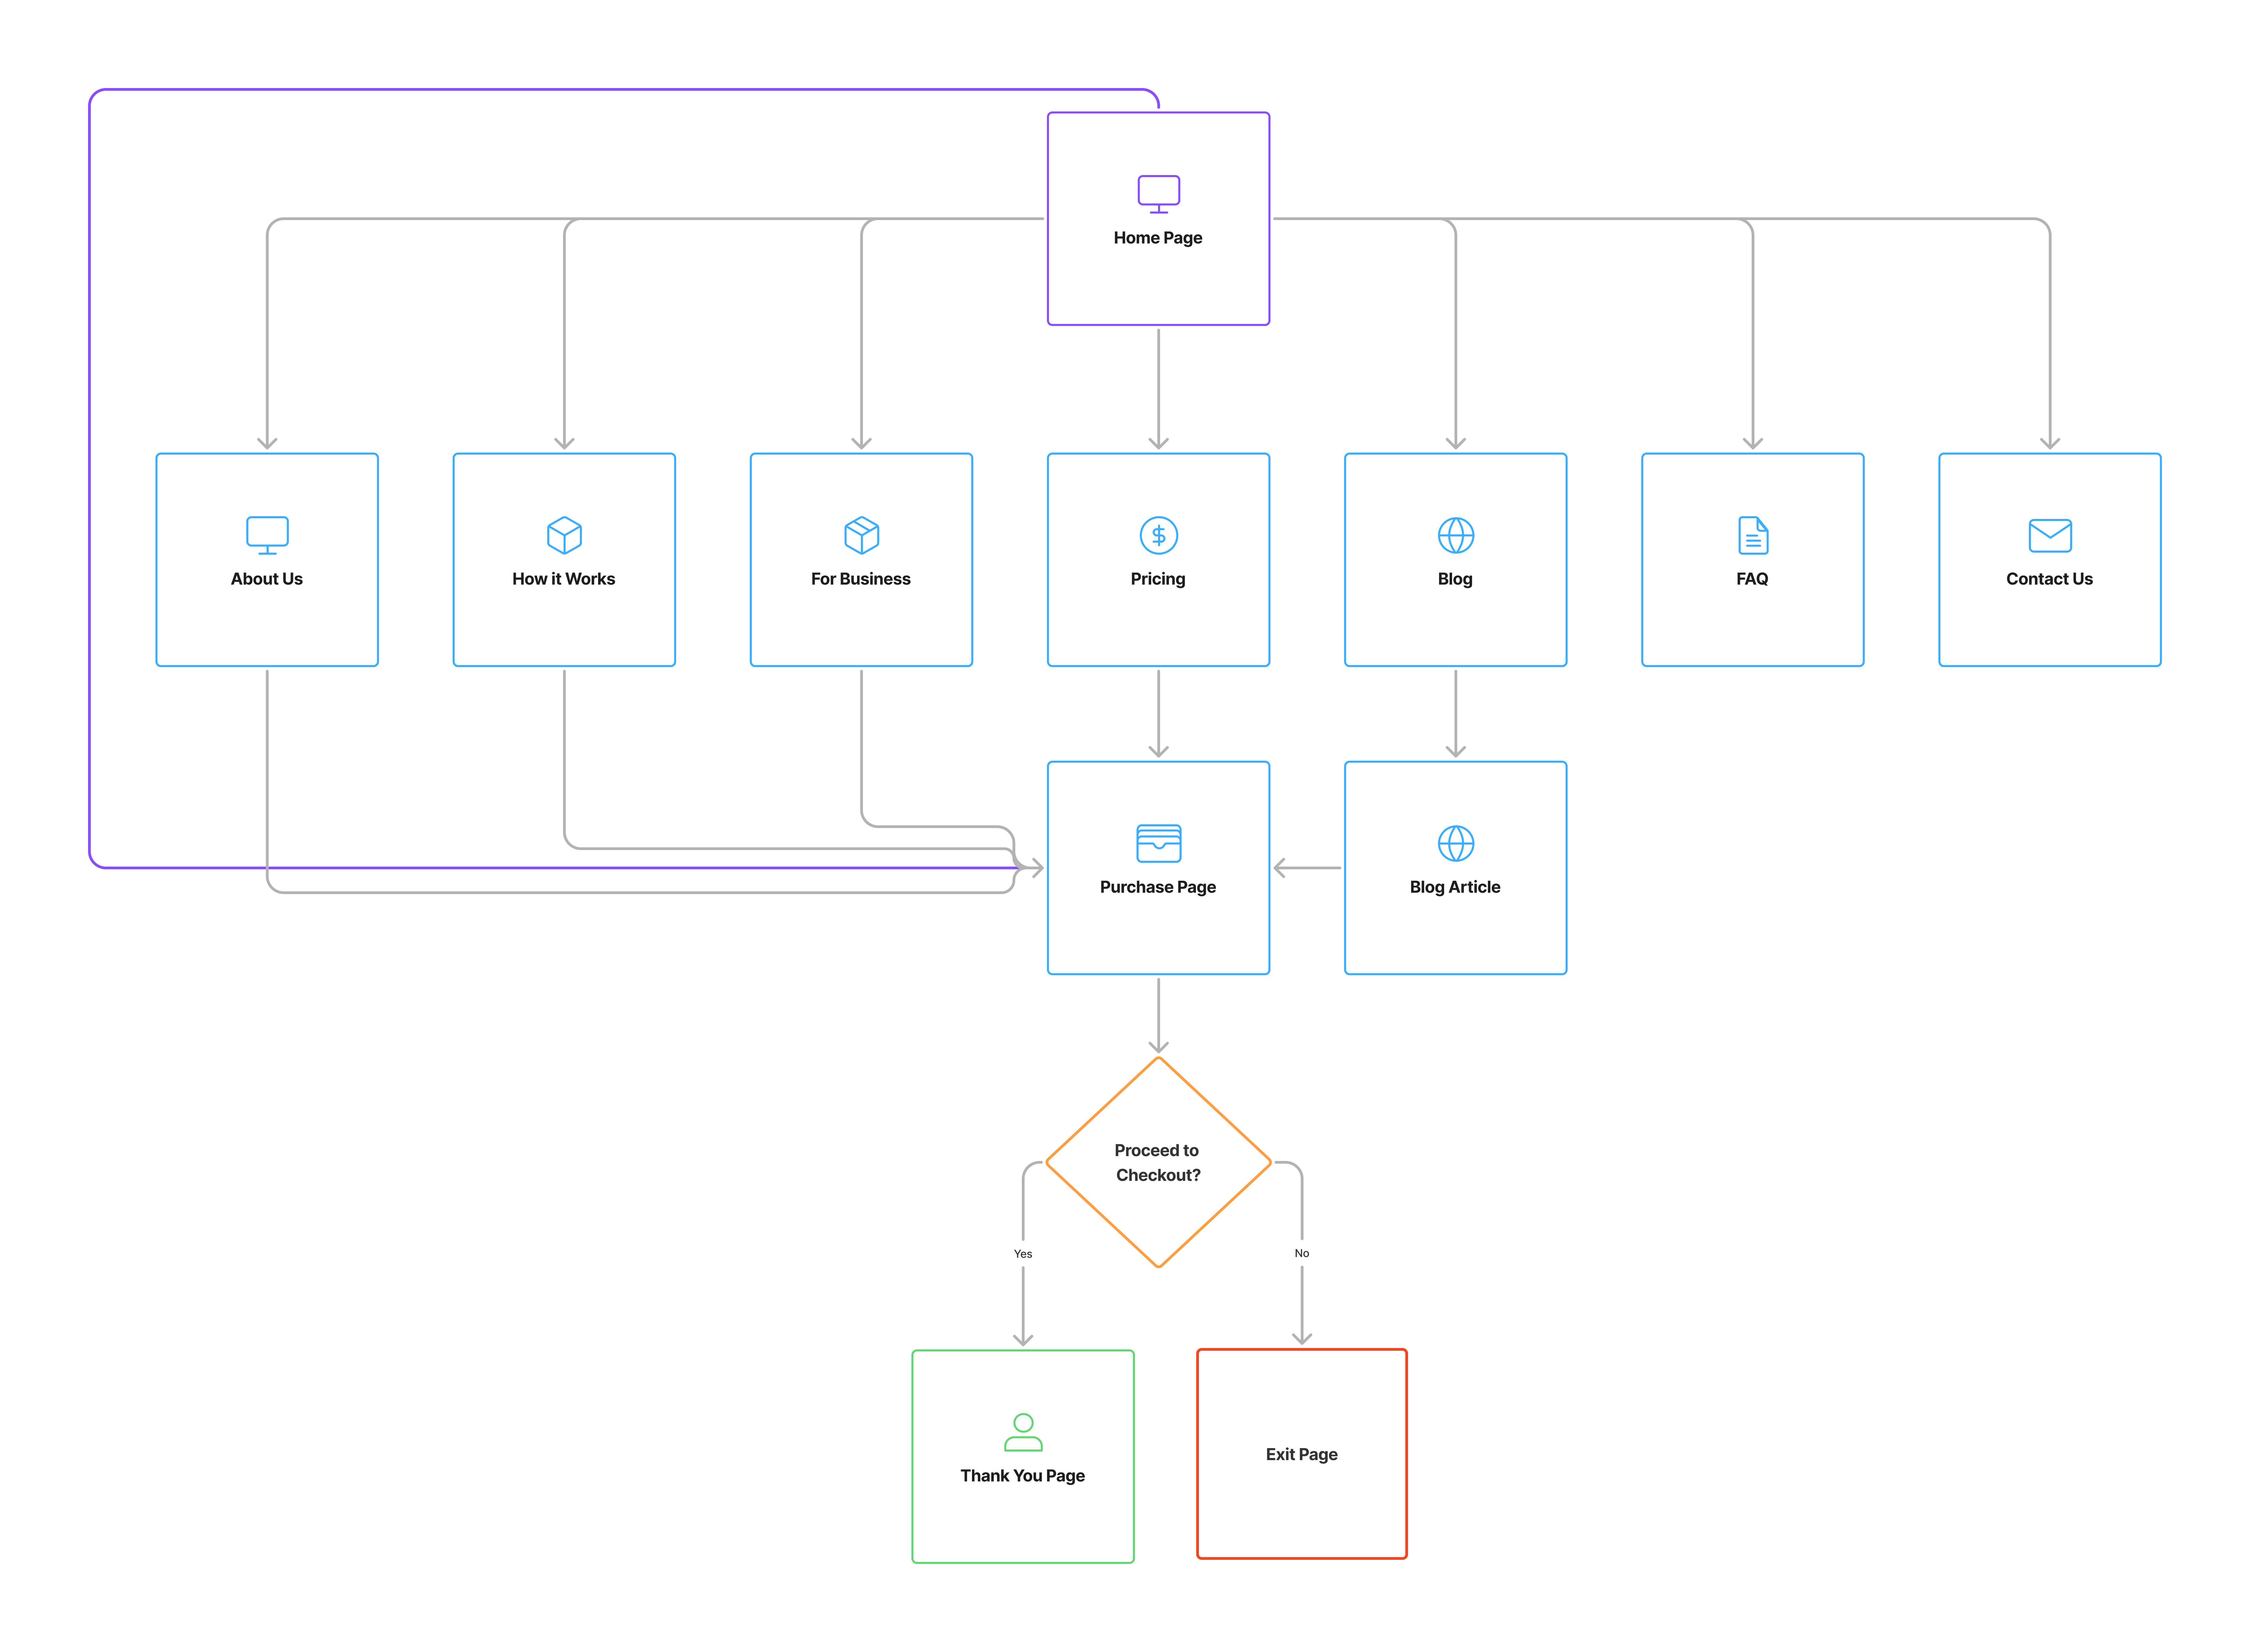 Home Page
About Us
How it Works
For Business
Pricing
Blog
FAQ
Contact Us
Purchase Page
Blog Article
Proceed to
Checkout?
Yes
No
Thank You Page
Exit Page